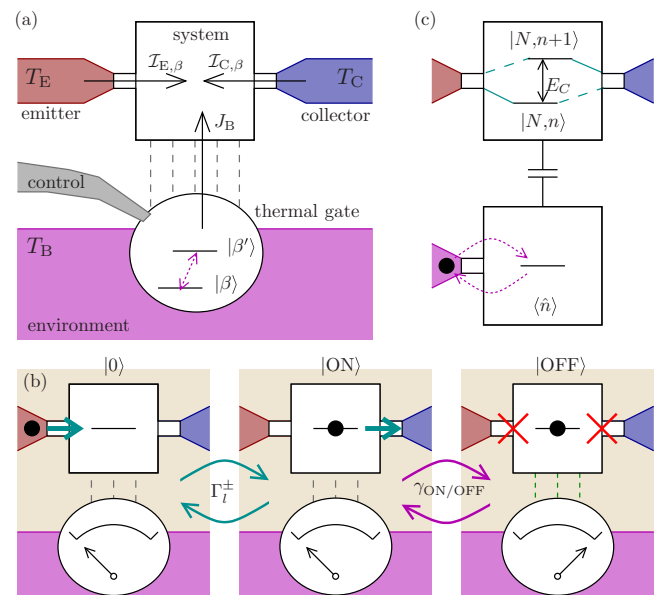 (a)
system
T_E
I_{E,β}
I_{C,β}
T_C
emitter
collector
J_B
control
thermal gate
T_B
|β′⟩
|β⟩
environment
(c)
|N,n+1⟩
E_C
|N,n⟩
⟨n̂⟩
(b)
|0⟩
|ON⟩
|OFF⟩
Γ_l^±
γ_{ON/OFF}